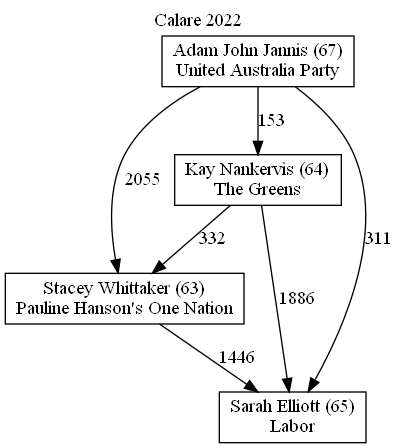 Calare 2022
Adam John Jannis (67)
United Australia Party
153
2055
Kay Nankervis (64)
The Greens
332
311
Stacey Whittaker (63)
Pauline Hanson's One Nation
1886
1446
Sarah Elliott (65)
Labor